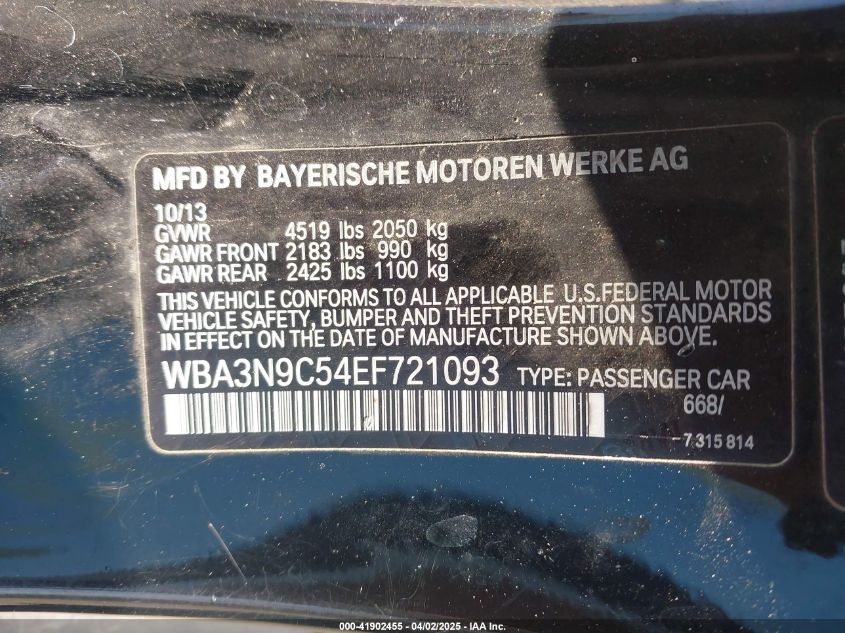 MFD BY BAYERISCHE MOTOREN WERKE AG
10/13
GVWR 4519 lbs 2050 kg
GAWR FRONT 2183 lbs 990 kg
GAWR REAR 2425 lbs 1100 kg
THIS VEHICLE CONFORMS TO ALL APPLICABLE U.S.FEDERAL MOTOR
VEHICLE SAFETY, BUMPER AND THEFT PREVENTION STANDARDS
IN EFFECT ON THE DATE OF MANUFACTURE SHOWN ABOVE.
WBA3N9C54EF721093 TYPE: PASSENGER CAR
668/
7 315 814
000-41902455 - 04/02/2025 - IAA Inc.